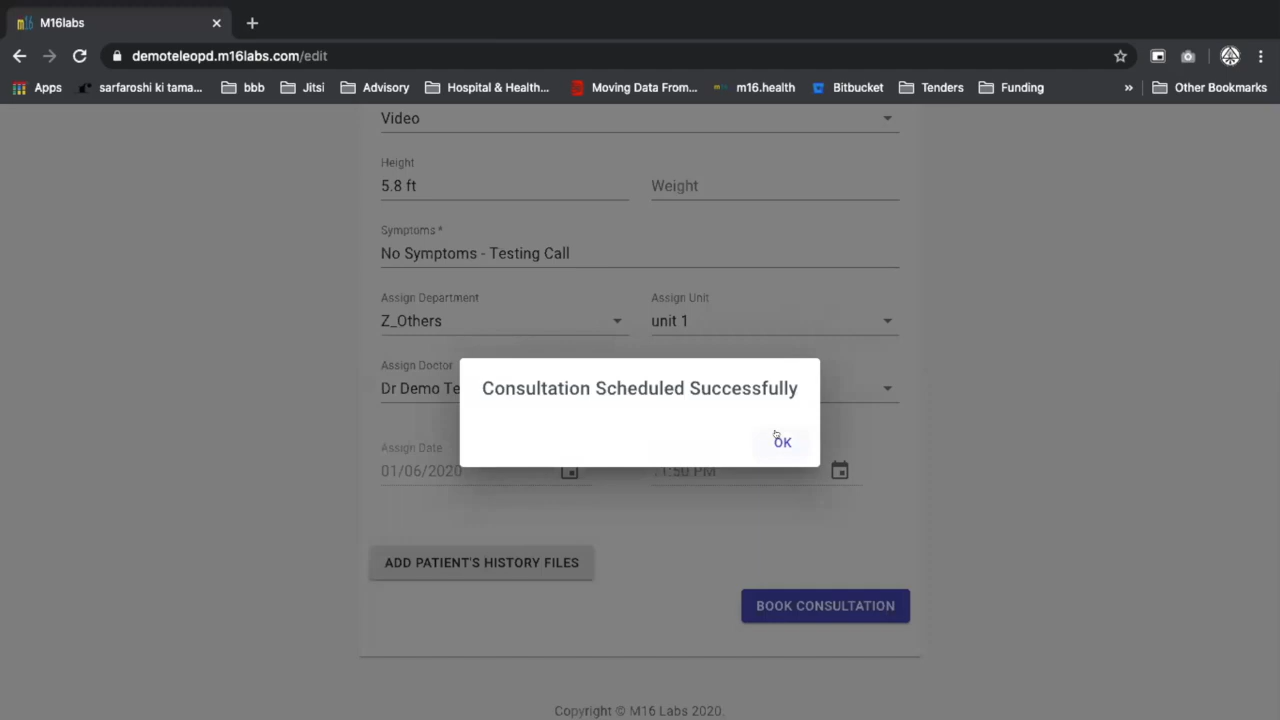 M16labs
demoteleopd.m16labs.com/edit
Apps sarfaroshi ki tama... bbb Jitsi Advisory Hospital & Health... Moving Data From... m16.health Bitbucket Tenders Funding » Other Bookmarks
Video
Height
5.8 ft Weight
Symptoms *
No Symptoms - Testing Call
Assign Department Assign Unit
Z_Others unit 1
Assign Doctor
Dr Demo Te
Consultation Scheduled Successfully
OK
Assign Date
01/06/2020 1:50 PM
ADD PATIENT'S HISTORY FILES
BOOK CONSULTATION
Copyright © M16 Labs 2020.